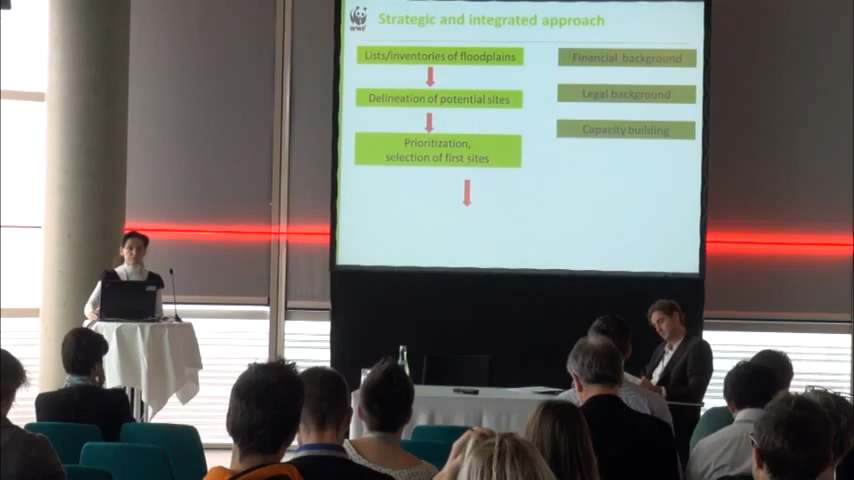 WWF
Strategic and integrated approach
Lists/inventories of floodplains
Delineation of potential sites
Prioritization,
selection of first sites
Financial background
Legal background
Capacity building